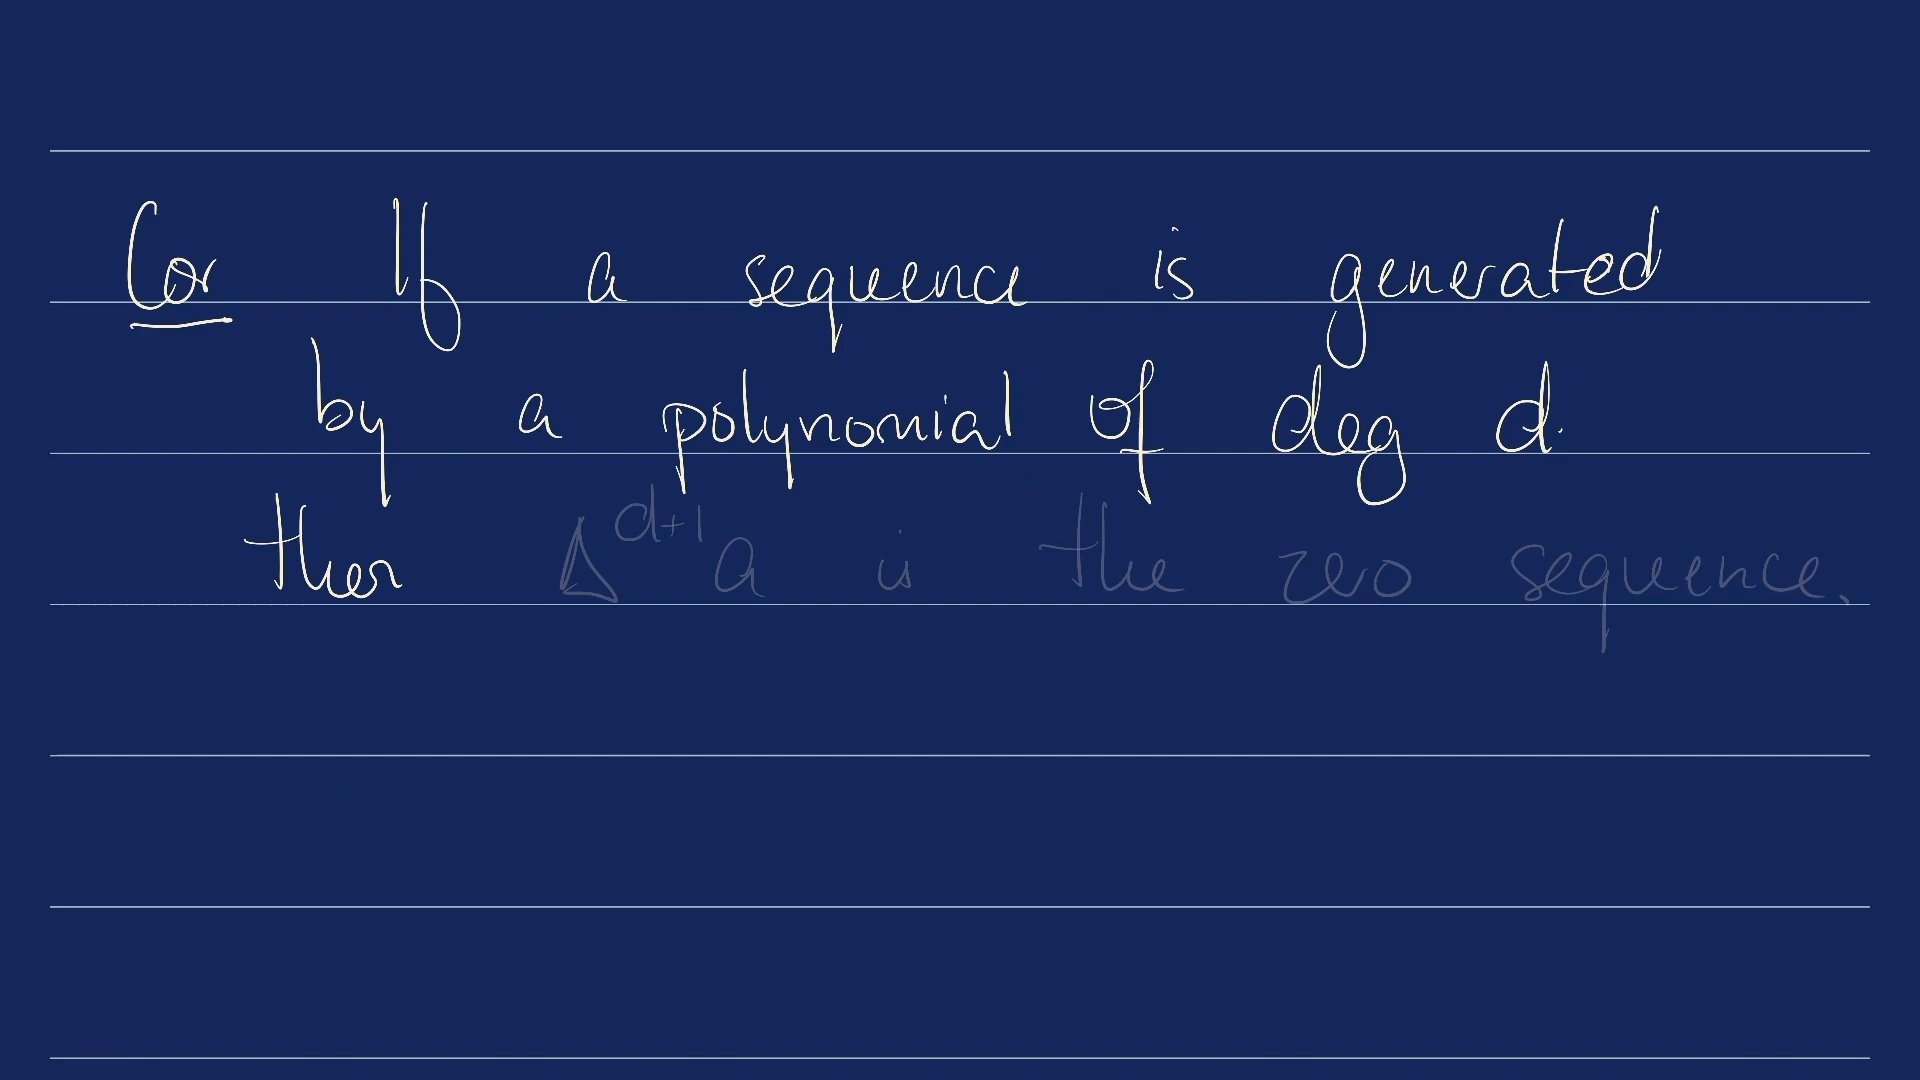 Cor If a sequence is generated
by a polynomial of deg d.
then Δ^{d+1} a is the zero sequence.